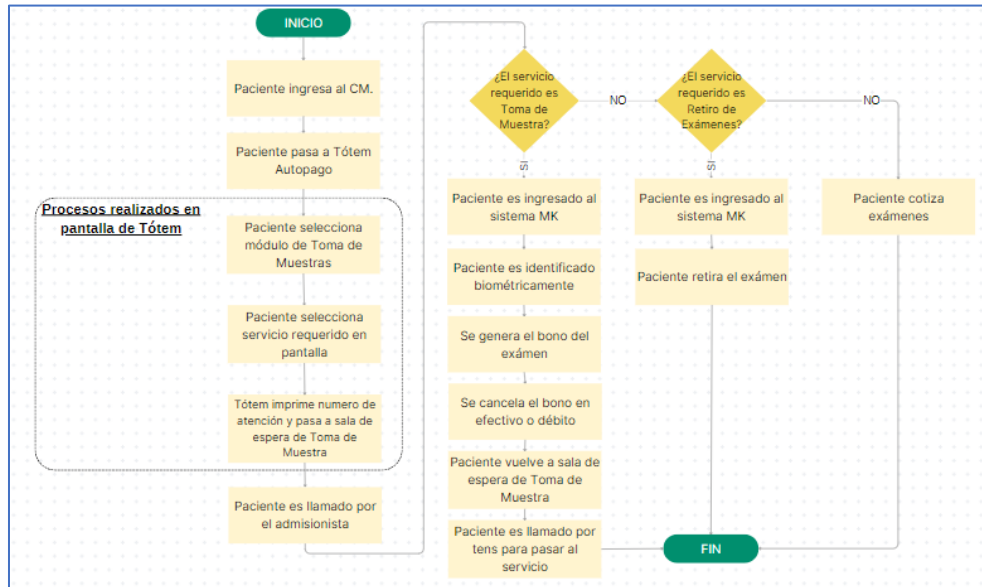 INICIO
Paciente ingresa al CM.
Paciente pasa a Tótem
Autopago
Procesos realizados en
pantalla de Tótem
Paciente selecciona
módulo de Toma de
Muestras
Paciente selecciona
servicio requerido en
pantalla
Tótem imprime numero de
atención y pasa a sala de
espera de Toma de
Muestra
Paciente es llamado por
el admisionista
¿El servicio
requerido es
Toma de
Muestra?
NO
SI
Paciente es ingresado al
sistema MK
Paciente es identificado
biométricamente
Se genera el bono del
exámen
Se cancela el bono en
efectivo o débito
Paciente vuelve a sala de
espera de Toma de
Muestra
Paciente es llamado por
tens para pasar al
servicio
¿El servicio
requerido es
Retiro de
Exámenes?
NO
SI
Paciente es ingresado al
sistema MK
Paciente retira el exámen
Paciente cotiza
exámenes
FIN